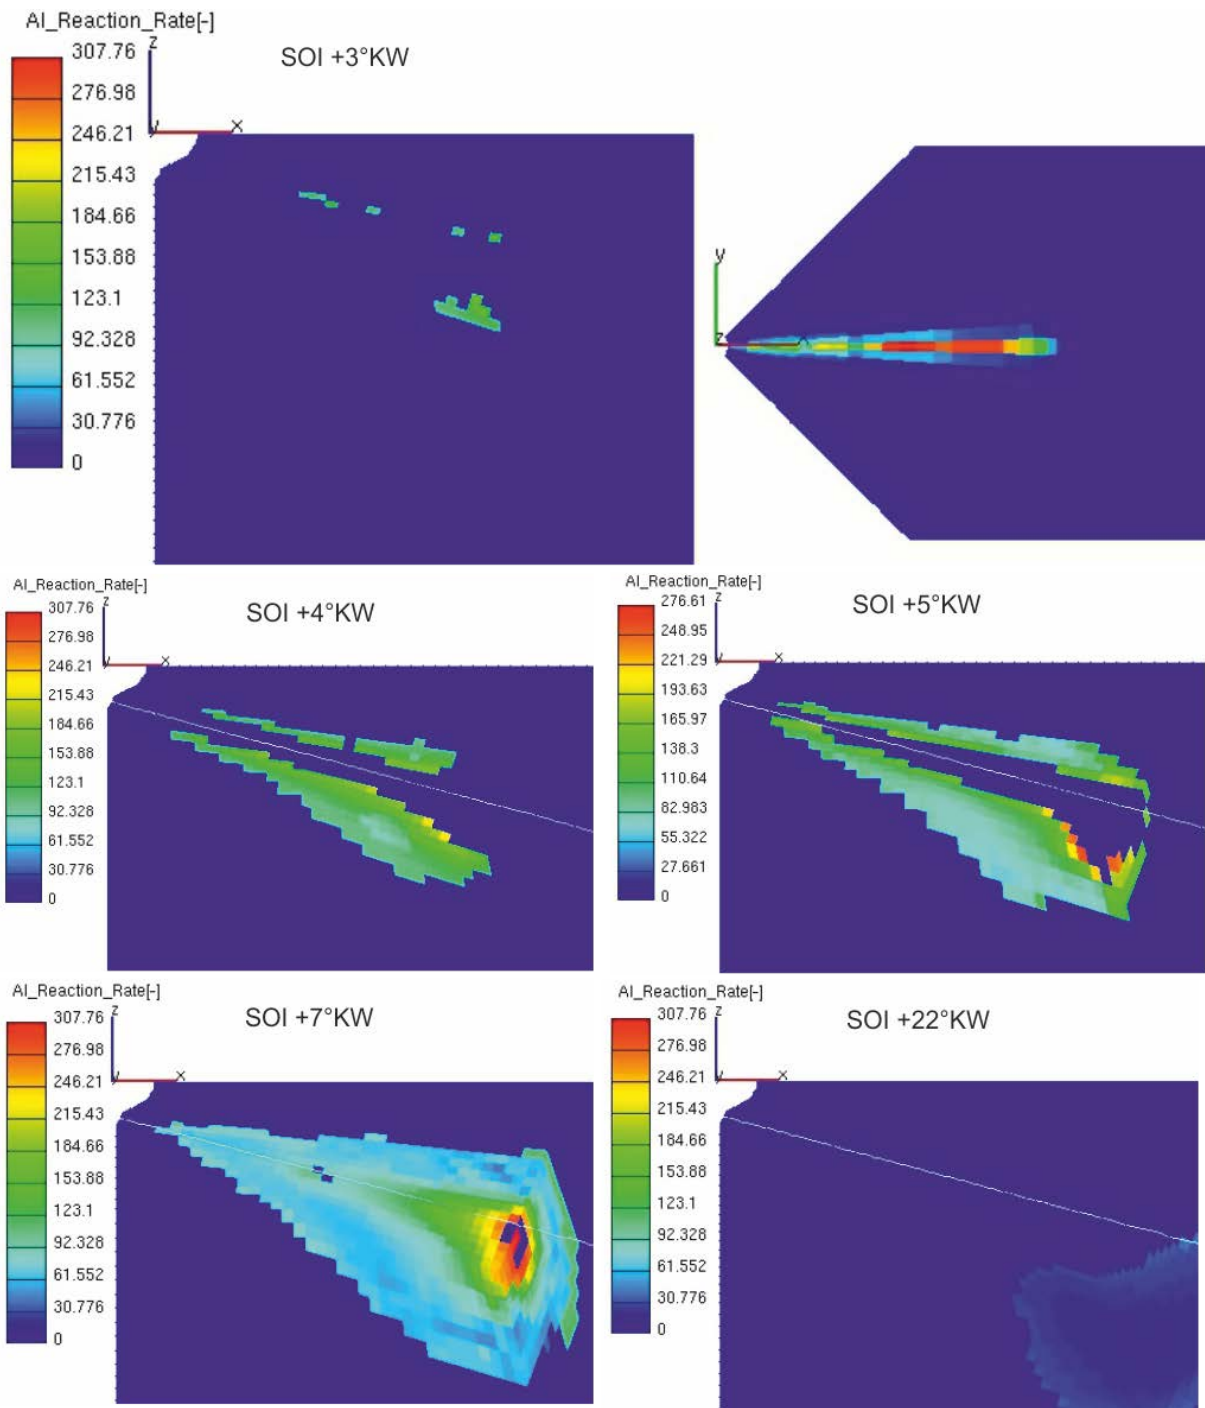 AI_Reaction_Rate[-]
SOI +3°KW
307.76
276.98
246.21
215.43
184.66
153.88
123.1
92.328
61.552
30.776
0
z
x
y
y
z
x
AI_Reaction_Rate[-]
SOI +4°KW
307.76
276.98
246.21
215.43
184.66
153.88
123.1
92.328
61.552
30.776
0
z
y
x
AI_Reaction_Rate[-]
SOI +5°KW
276.61
248.95
221.29
193.63
165.97
138.3
110.64
82.983
55.322
27.661
0
z
y
x
AI_Reaction_Rate[-]
SOI +7°KW
307.76
276.98
246.21
215.43
184.66
153.88
123.1
92.328
61.552
30.776
0
z
y
x
AI_Reaction_Rate[-]
SOI +22°KW
307.76
276.98
246.21
215.43
184.66
153.88
123.1
92.328
61.552
30.776
0
z
y
x